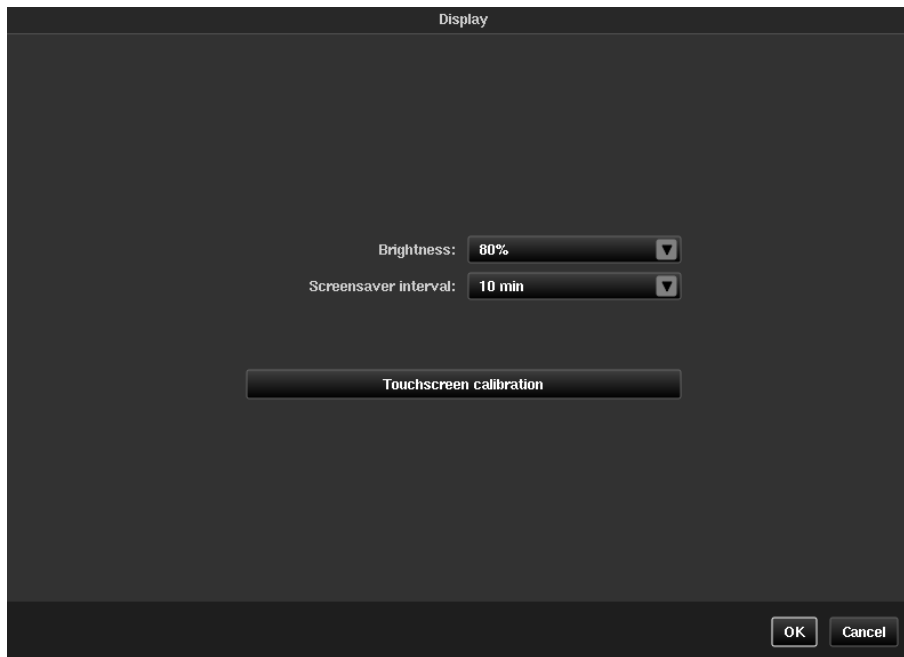 Display
Brightness: 80%
Screensaver interval: 10 min
Touchscreen calibration
OK Cancel